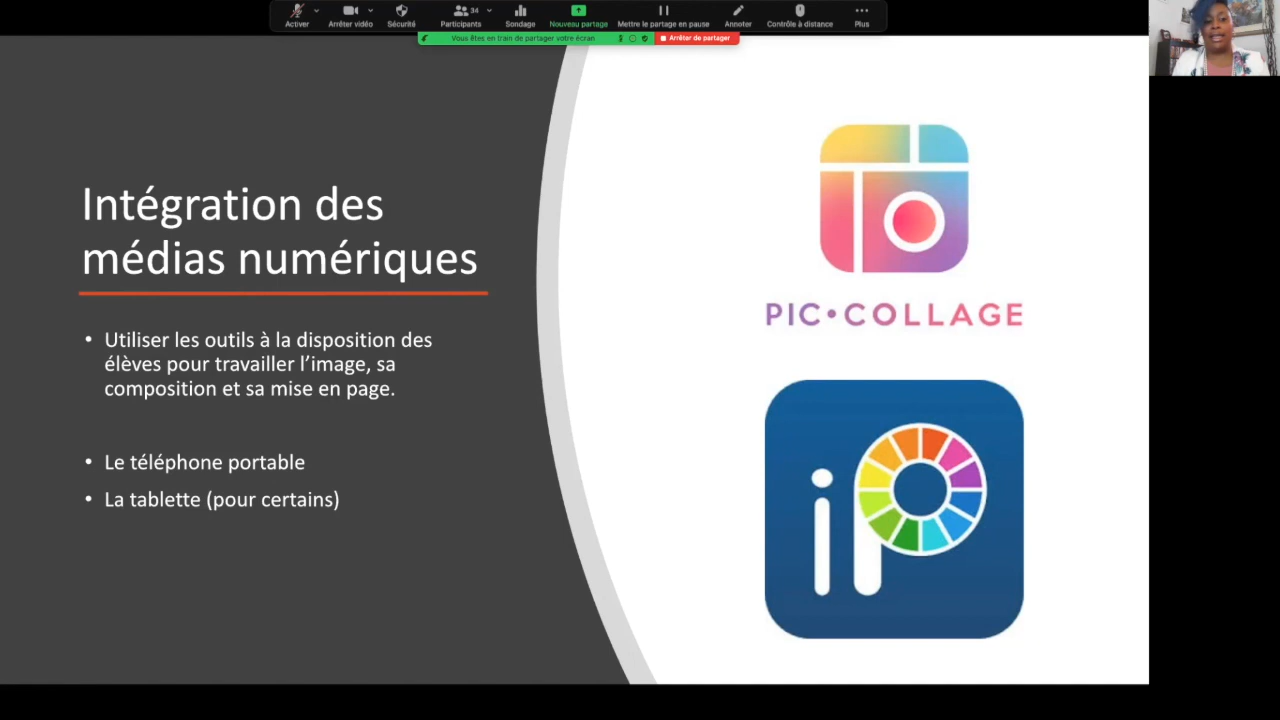 Activer
Arrêter vidéo
Sécurité
34
Participants
Sondage
Nouveau partage
Mettre le partage en pause
Annoter
Contrôle à distance
Plus
Vous êtes en train de partager votre écran
Arrêter de partager
Intégration des
médias numériques
• Utiliser les outils à la disposition des
élèves pour travailler l’image, sa
composition et sa mise en page.
• Le téléphone portable
• La tablette (pour certains)
PIC•COLLAGE
iP